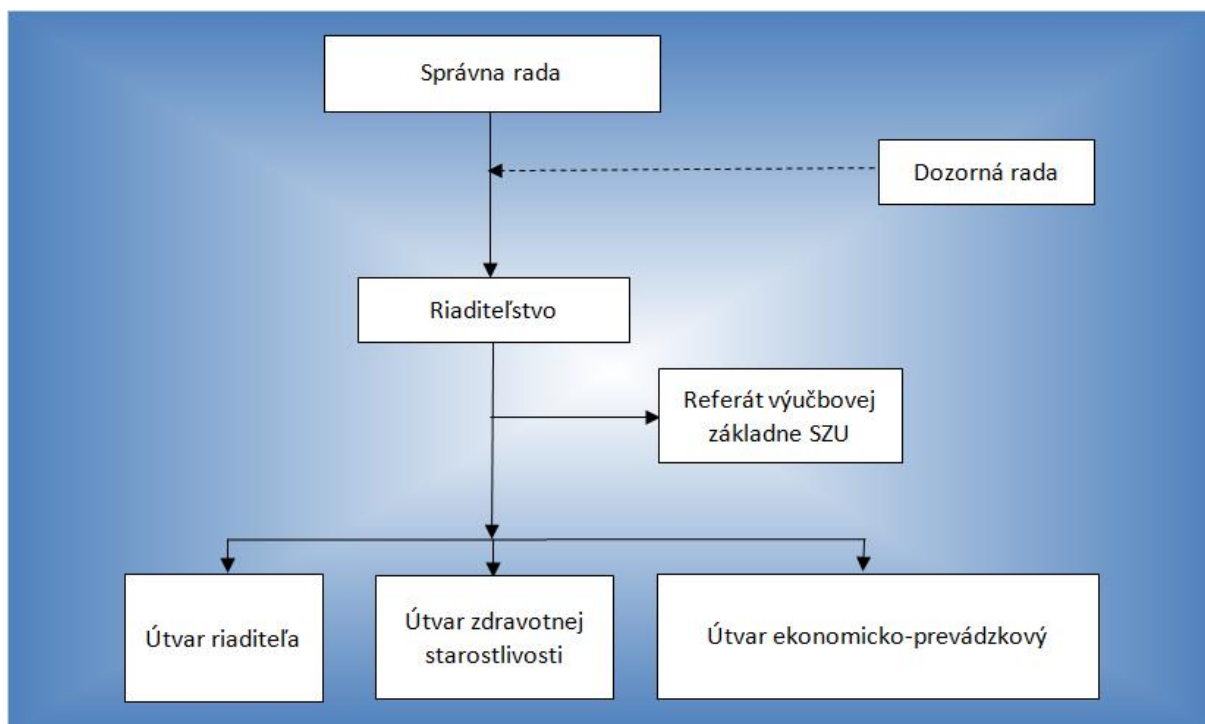 Správna rada
Dozorná rada
Riaditeľstvo
Referát výučbovej
základne SZU
Útvar riaditeľa
Útvar zdravotnej
starostlivosti
Útvar ekonomicko-prevádzkový